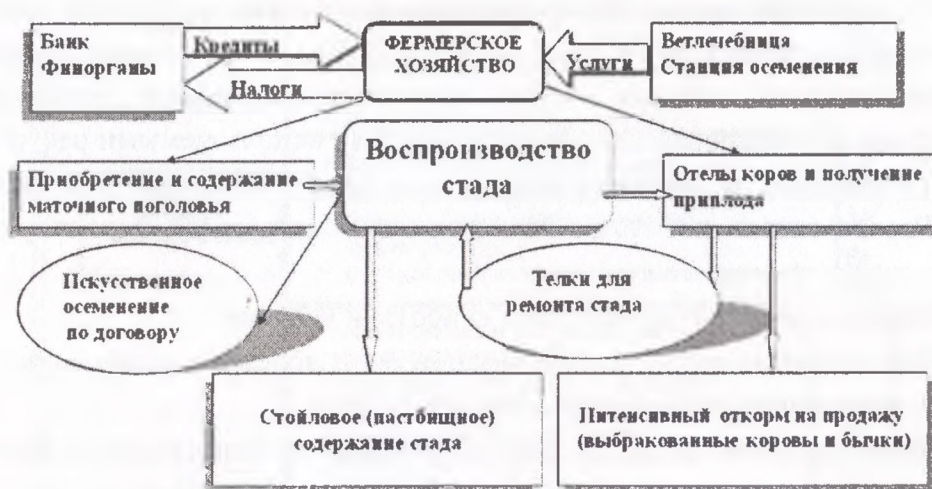 Банк
Финорганы
Кредиты
Налоги
ФЕРМЕРСКОЕ
ХОЗЯЙСТВО
Услуги
Ветлечебница
Станция осеменения
Приобретение и содержание
маточного поголовья
Воспроизводство
стада
Отелы коров и получение
приплода
Искусственное
осеменение
по договору
Телки для
ремонта стада
Стойловое (пастбищное)
содержание стада
Интенсивный откорм на продажу
(выбракованные коровы и бычки)